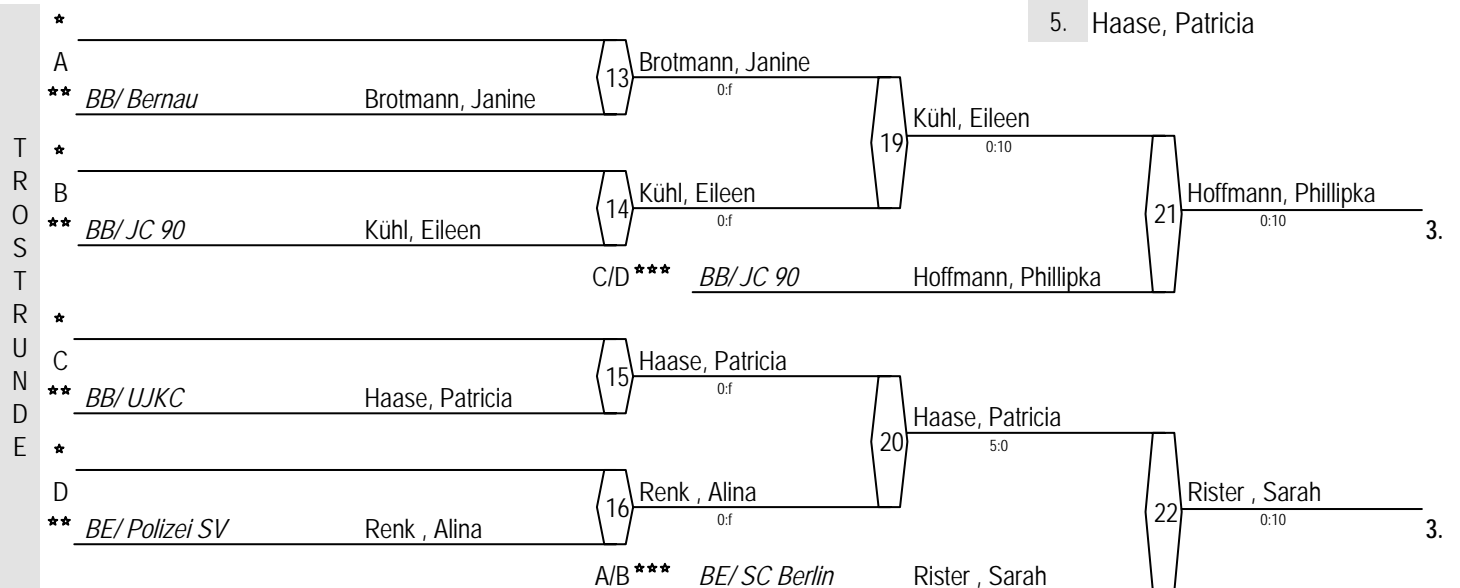 5. Haase, Patricia
TROSTRUNDE
*
A
13 Brotmann, Janine
** BB/ Bernau Brotmann, Janine
0:f
Kühl, Eileen
19
0:10
*
B
14 Kühl, Eileen
** BB/ JC 90 Kühl, Eileen
0:f
21 Hoffmann, Phillipka
0:10
3.
C/D *** BB/ JC 90 Hoffmann, Phillipka
*
C
15 Haase, Patricia
** BB/ UJKC Haase, Patricia
0:f
Haase, Patricia
20
5:0
*
D
16 Renk , Alina
** BE/ Polizei SV Renk , Alina
0:f
22 Rister , Sarah
0:10
3.
A/B *** BE/ SC Berlin Rister , Sarah